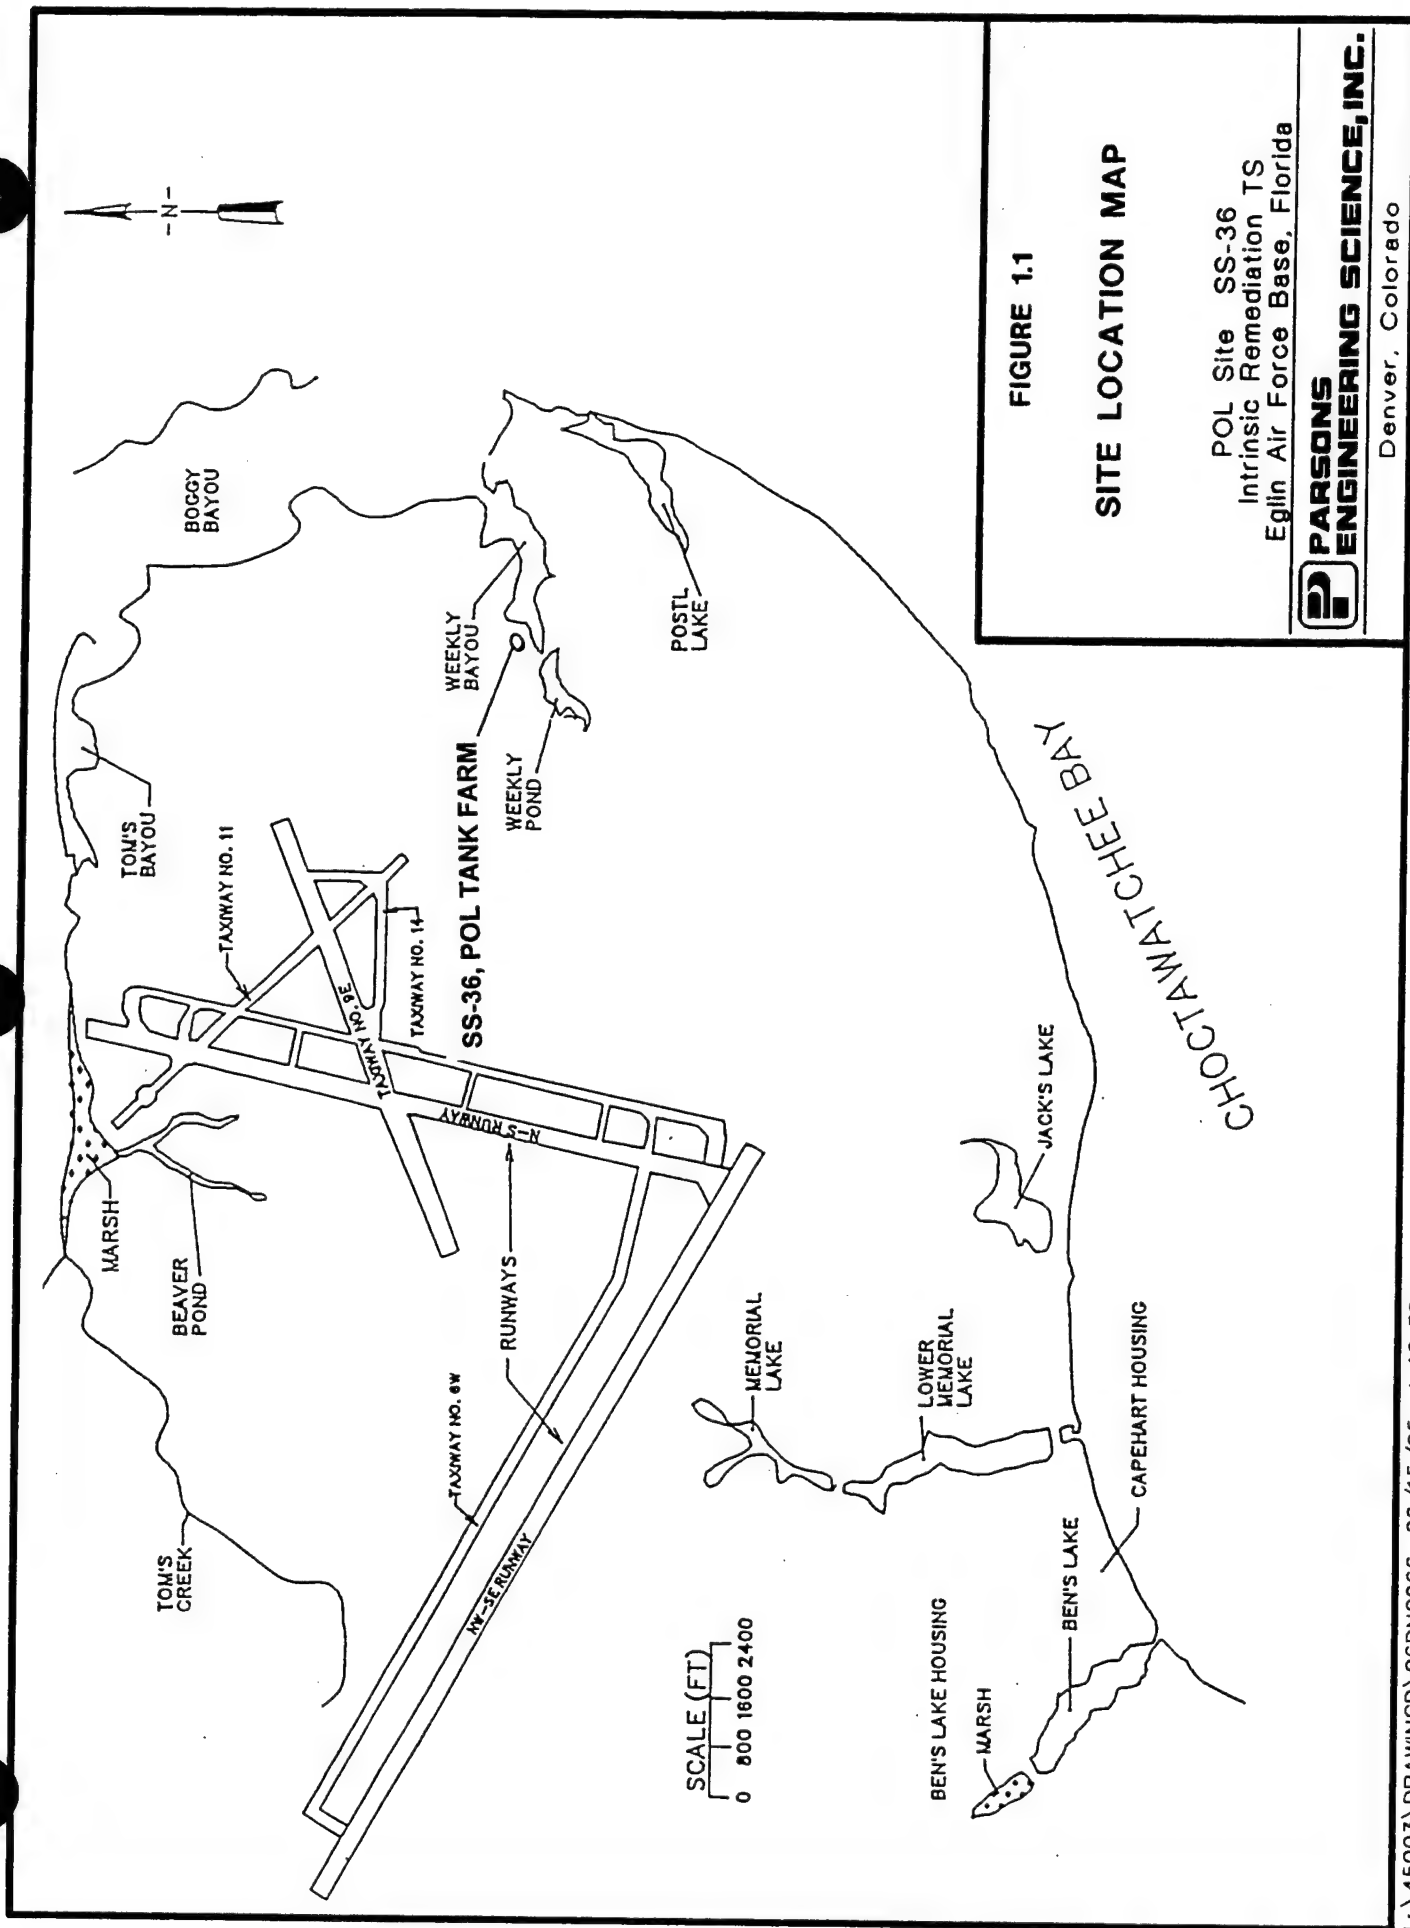 -N-
BOGGY
BAYOU
TOM'S
BAYOU
TAXIWAY NO. 11
WEEKLY
BAYOU
SS-36, POL TANK FARM
WEEKLY
POND
POSTL
LAKE
TAXIWAY NO. 14
TAXIWAY NO. 9E
N-S RUNWAY
MARSH
BEAVER
POND
RUNWAYS
TAXIWAY NO. 6W
TOM'S
CREEK
NW-SE RUNWAY
MEMORIAL
LAKE
LOWER
MEMORIAL
LAKE
JACK'S LAKE
CHOCTAWATCHEE BAY
CAPEHART HOUSING
BEN'S LAKE
BEN'S LAKE HOUSING
MARSH
SCALE (FT)
0 800 1600 2400
FIGURE 1.1
SITE LOCATION MAP
POL Site SS-36
Intrinsic Remediation TS
Eglin Air Force Base, Florida
PARSONS
ENGINEERING SCIENCE, INC.
Denver, Colorado